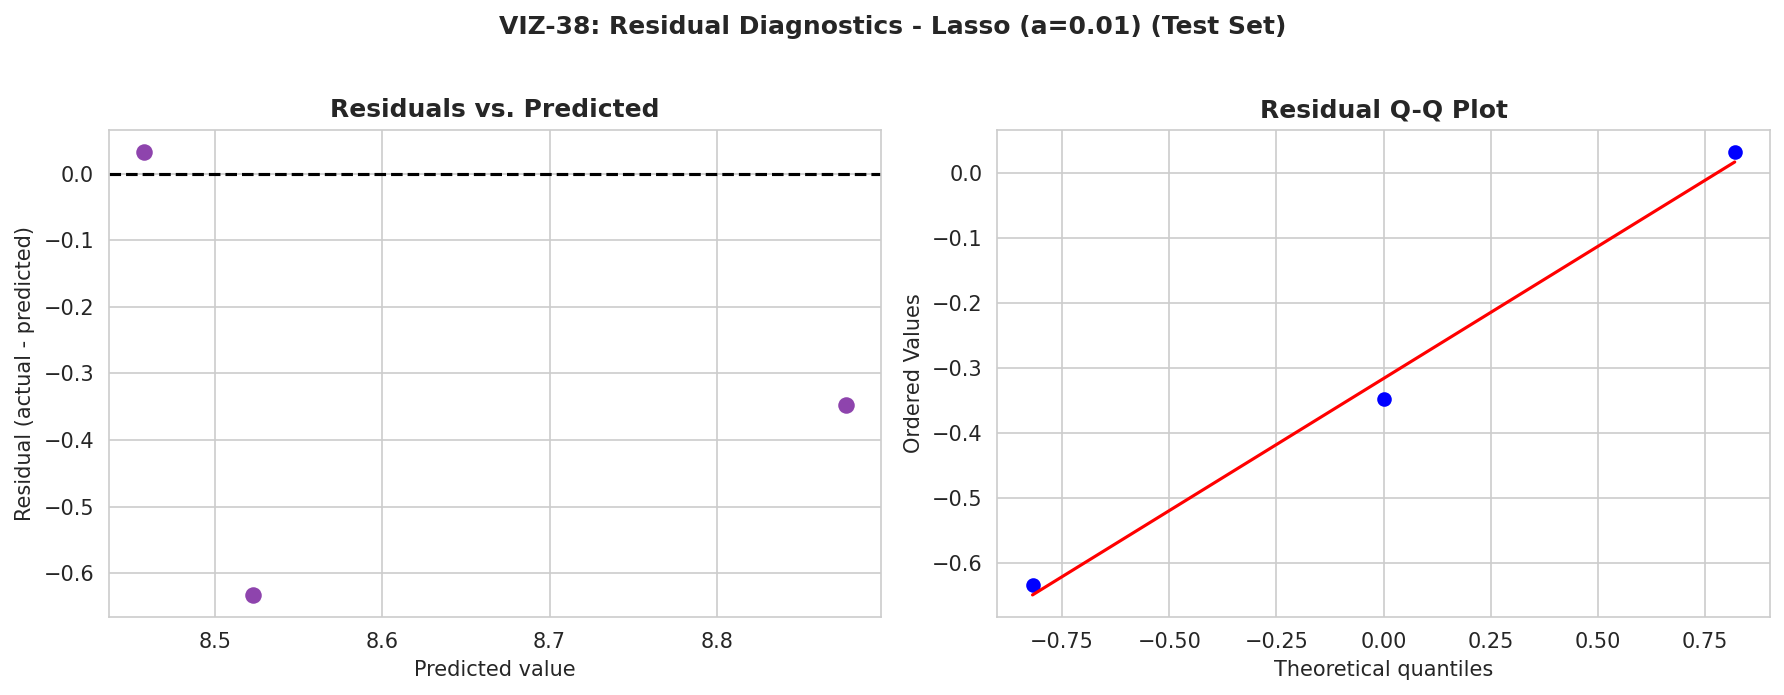 VIZ-38: Residual Diagnostics - Lasso (a=0.01) (Test Set)
Residuals vs. Predicted
Residual (actual - predicted)
0.0
−0.1
−0.2
−0.3
−0.4
−0.5
−0.6
8.5 8.6 8.7 8.8
Predicted value
Residual Q-Q Plot
Ordered Values
0.0
−0.1
−0.2
−0.3
−0.4
−0.5
−0.6
−0.75 −0.50 −0.25 0.00 0.25 0.50 0.75
Theoretical quantiles